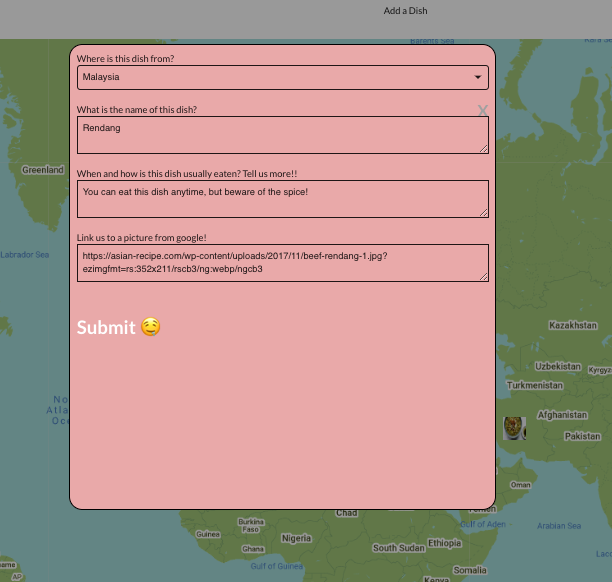 Add a Dish
Barents Sea
Where is this dish from?
Malaysia
What is the name of this dish?
X
Rendang
Greenland
When and how is this dish usually eaten? Tell us more!!
You can eat this dish anytime, but beware of the spice!
Labrador Sea
Link us to a picture from google!
https://asian-recipe.com/wp-content/uploads/2017/11/beef-rendang-1.jpg?
ezimgfmt=rs:352x211/rscb3/ng:webp/ngcb3
Submit 🤤
Kazakhstan
Uzbekistan
Kyrgyz
Turkmenistan
No
Atla
Oce
Afghanistan
Pakistan
Oman
Yemen
Chad
Burkina
Faso
Gulf of Aden
Arabian Sea
Guinea
Nigeria
Ghana
South Sudan
Ethiopia
Lacc
Gulf of Guinea
Somalia
name
AP
Kenya